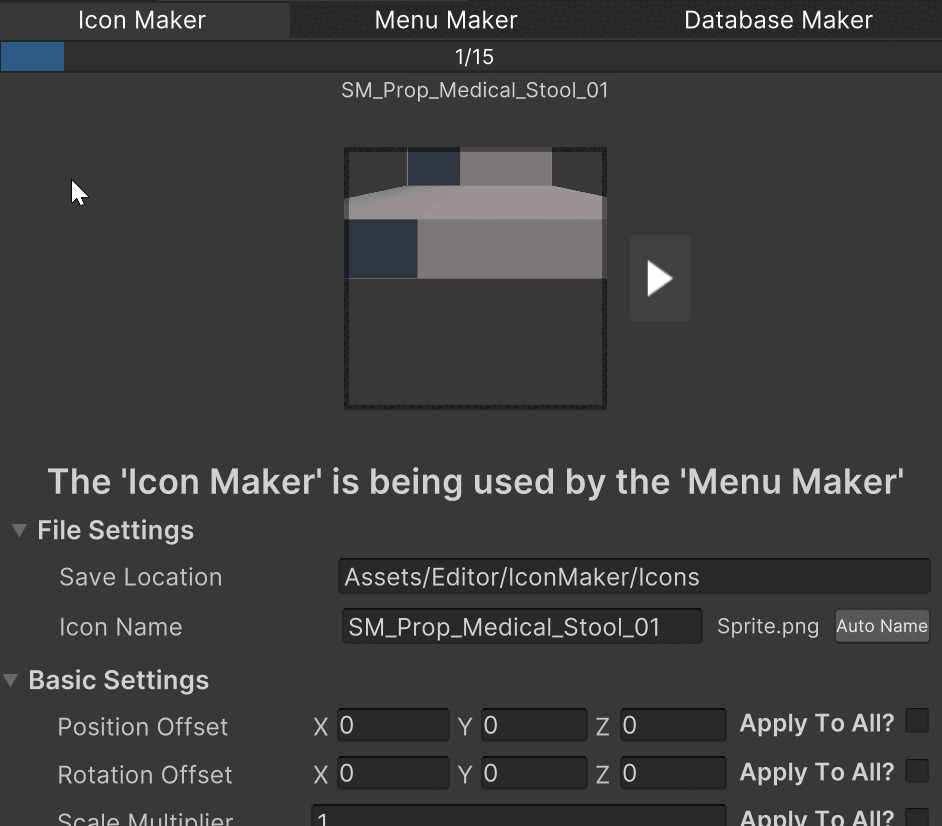 Icon Maker Menu Maker Database Maker
1/15
SM_Prop_Medical_Stool_01
The 'Icon Maker' is being used by the 'Menu Maker'
File Settings
Save Location Assets/Editor/IconMaker/Icons
Icon Name SM_Prop_Medical_Stool_01 Sprite.png Auto Name
Basic Settings
Position Offset X 0 Y 0 Z 0 Apply To All?
Rotation Offset X 0 Y 0 Z 0 Apply To All?
Scale Multiplier 1 Apply To All?